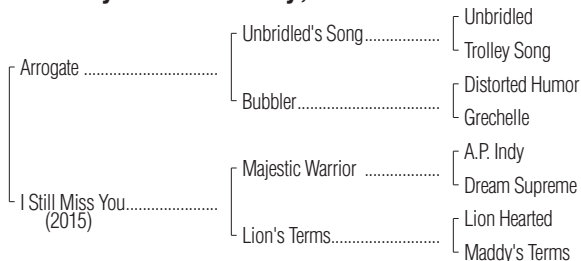 Unbridled
Unbridled's Song
Trolley Song
Arrogate
Distorted Humor
Bubbler
Grechelle
A.P. Indy
Majestic Warrior
Dream Supreme
I Still Miss You
(2015)
Lion Hearted
Lion's Terms
Maddy's Terms